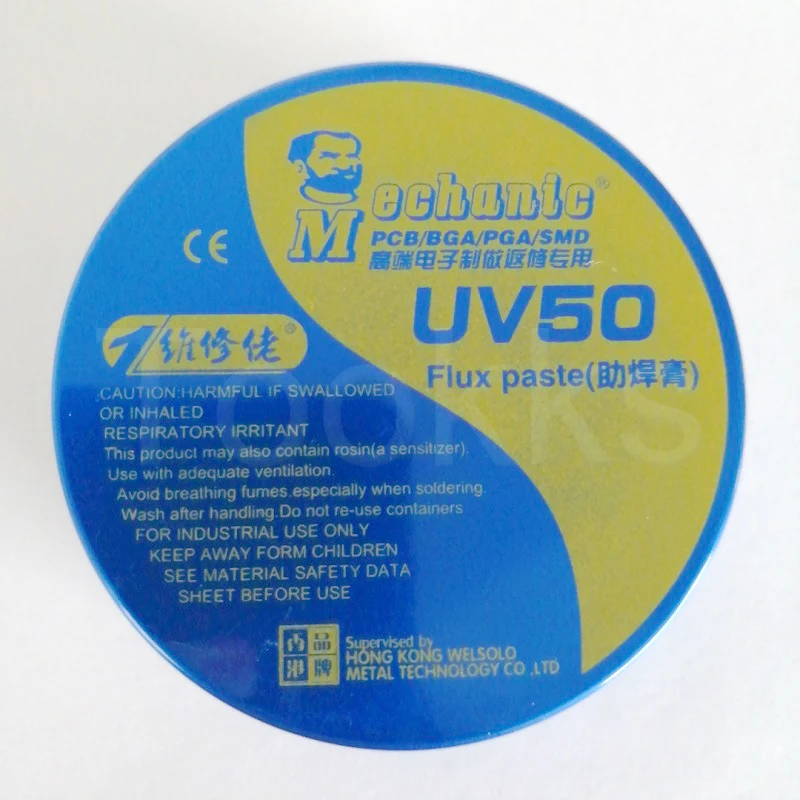 Mechanic®
PCB/BGA/PGA/SMD
高端电子制做返修专用
CE
UV50
维修佬®
Flux paste(助焊膏)
CAUTION:HARMFUL IF SWALLOWED
OR INHALED
RESPIRATORY IRRITANT
This product may also contain rosin(a sensitizer).
Use with adequate ventilation.
Avoid breathing fumes.especially when soldering.
Wash after handling.Do not re-use containers
FOR INDUSTRIAL USE ONLY
KEEP AWAY FORM CHILDREN
SEE MATERIAL SAFETY DATA
SHEET BEFORE USE
香港品牌
Supervised by
HONG KONG WELSOLO
METAL TECHNOLOGY CO .,LTD
Tookks